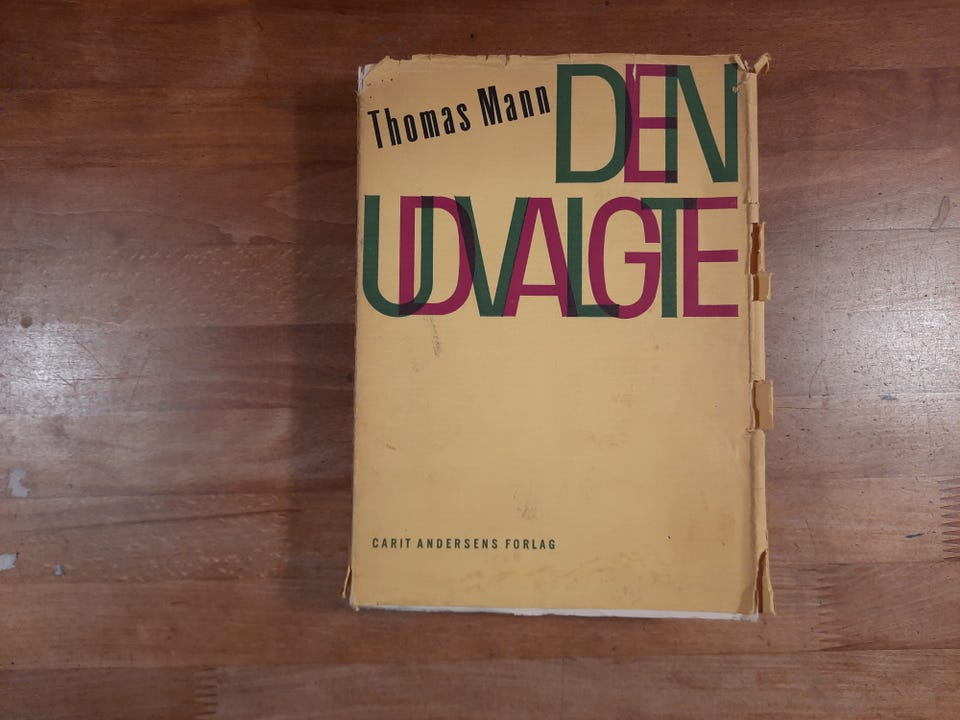 Thomas Mann
DEN
UDVALGTE
CARIT ANDERSENS FORLAG